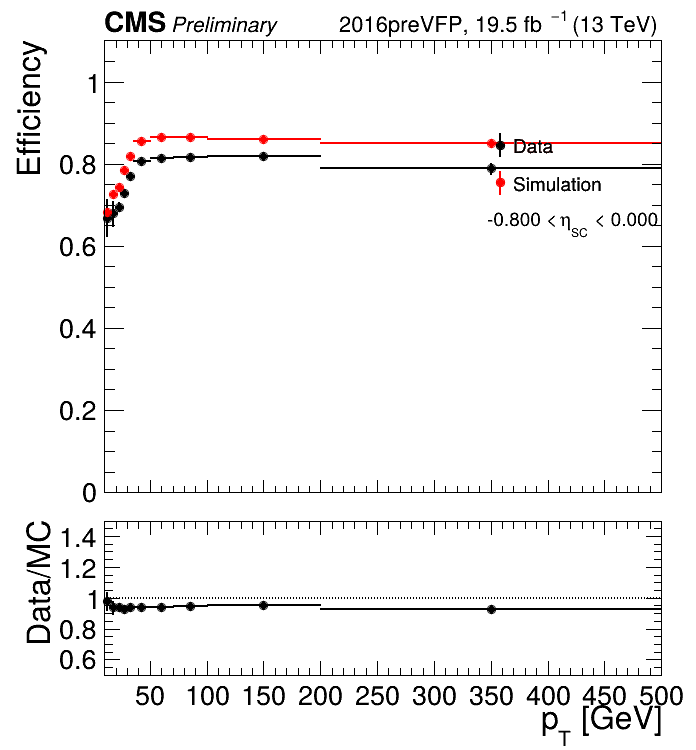 CMS Preliminary 2016preVFP, 19.5 fb⁻¹ (13 TeV)
Efficiency
1
0.8
0.6
0.4
0.2
0
Data
Simulation
-0.800 < η_SC < 0.000
Data/MC
1.4
1.2
1
0.8
0.6
50 100 150 200 250 300 350 400 450 500
p_T [GeV]